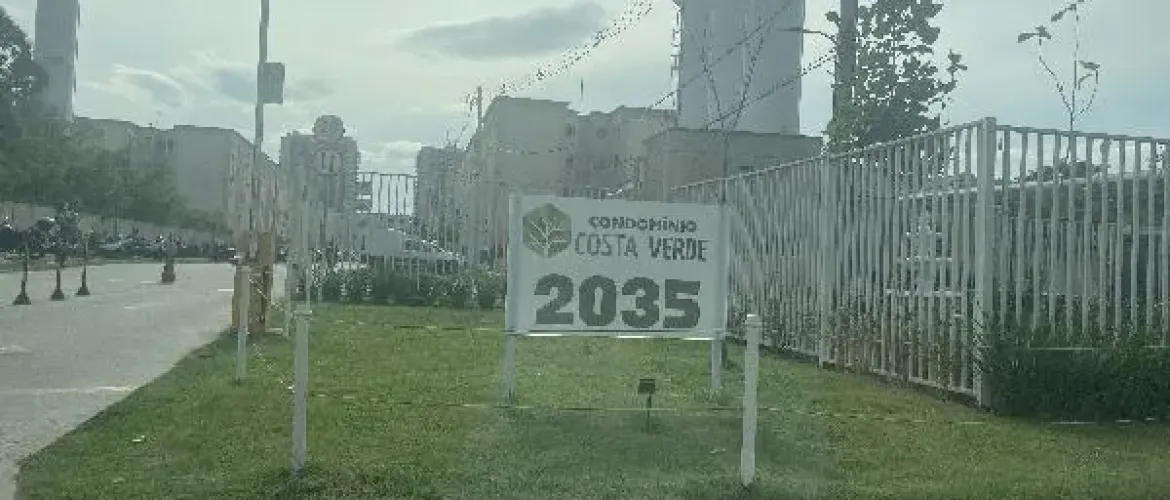 CONDOMÍNIO
COSTA VERDE
2035